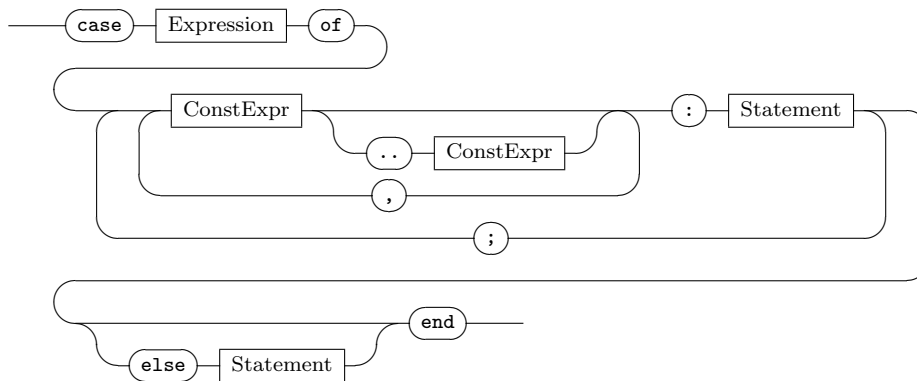 case Expression of
ConstExpr : Statement
.. ConstExpr
,
;
end
else Statement